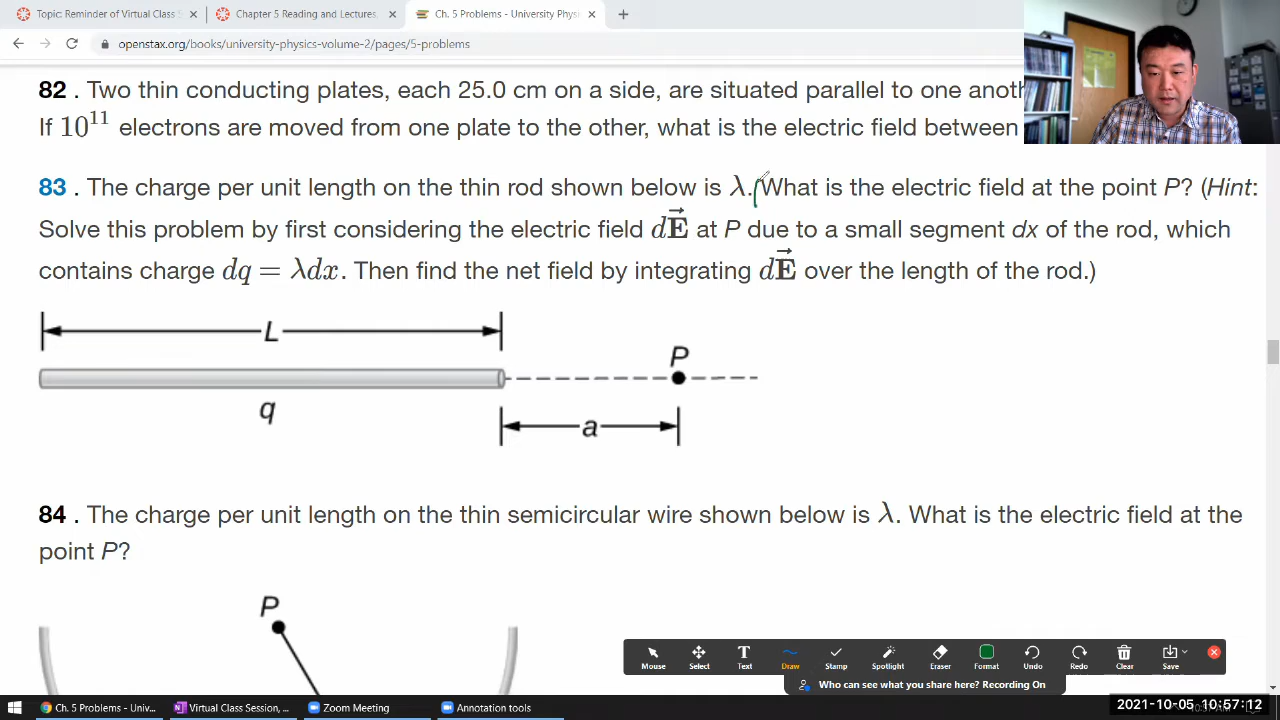 Topic: Reminder of Virtual Class
Chapter 5 Reading and Lectures,
Ch. 5 Problems - University Physi
openstax.org/books/university-physics-volume-2/pages/5-problems
82 . Two thin conducting plates, each 25.0 cm on a side, are situated parallel to one anoth
If 10^11 electrons are moved from one plate to the other, what is the electric field between
83 . The charge per unit length on the thin rod shown below is λ. What is the electric field at the point P? (Hint:
Solve this problem by first considering the electric field dE⃗ at P due to a small segment dx of the rod, which
contains charge dq = λdx. Then find the net field by integrating dE⃗ over the length of the rod.)
L
P
q
a
84 . The charge per unit length on the thin semicircular wire shown below is λ. What is the electric field at the
point P?
P
Mouse Select Text Draw Stamp Spotlight Eraser Format Undo Redo Clear Save
Who can see what you share here? Recording On
Ch. 5 Problems - Univ... Virtual Class Session, ... Zoom Meeting Annotation tools
2021-10-05 10:57:12